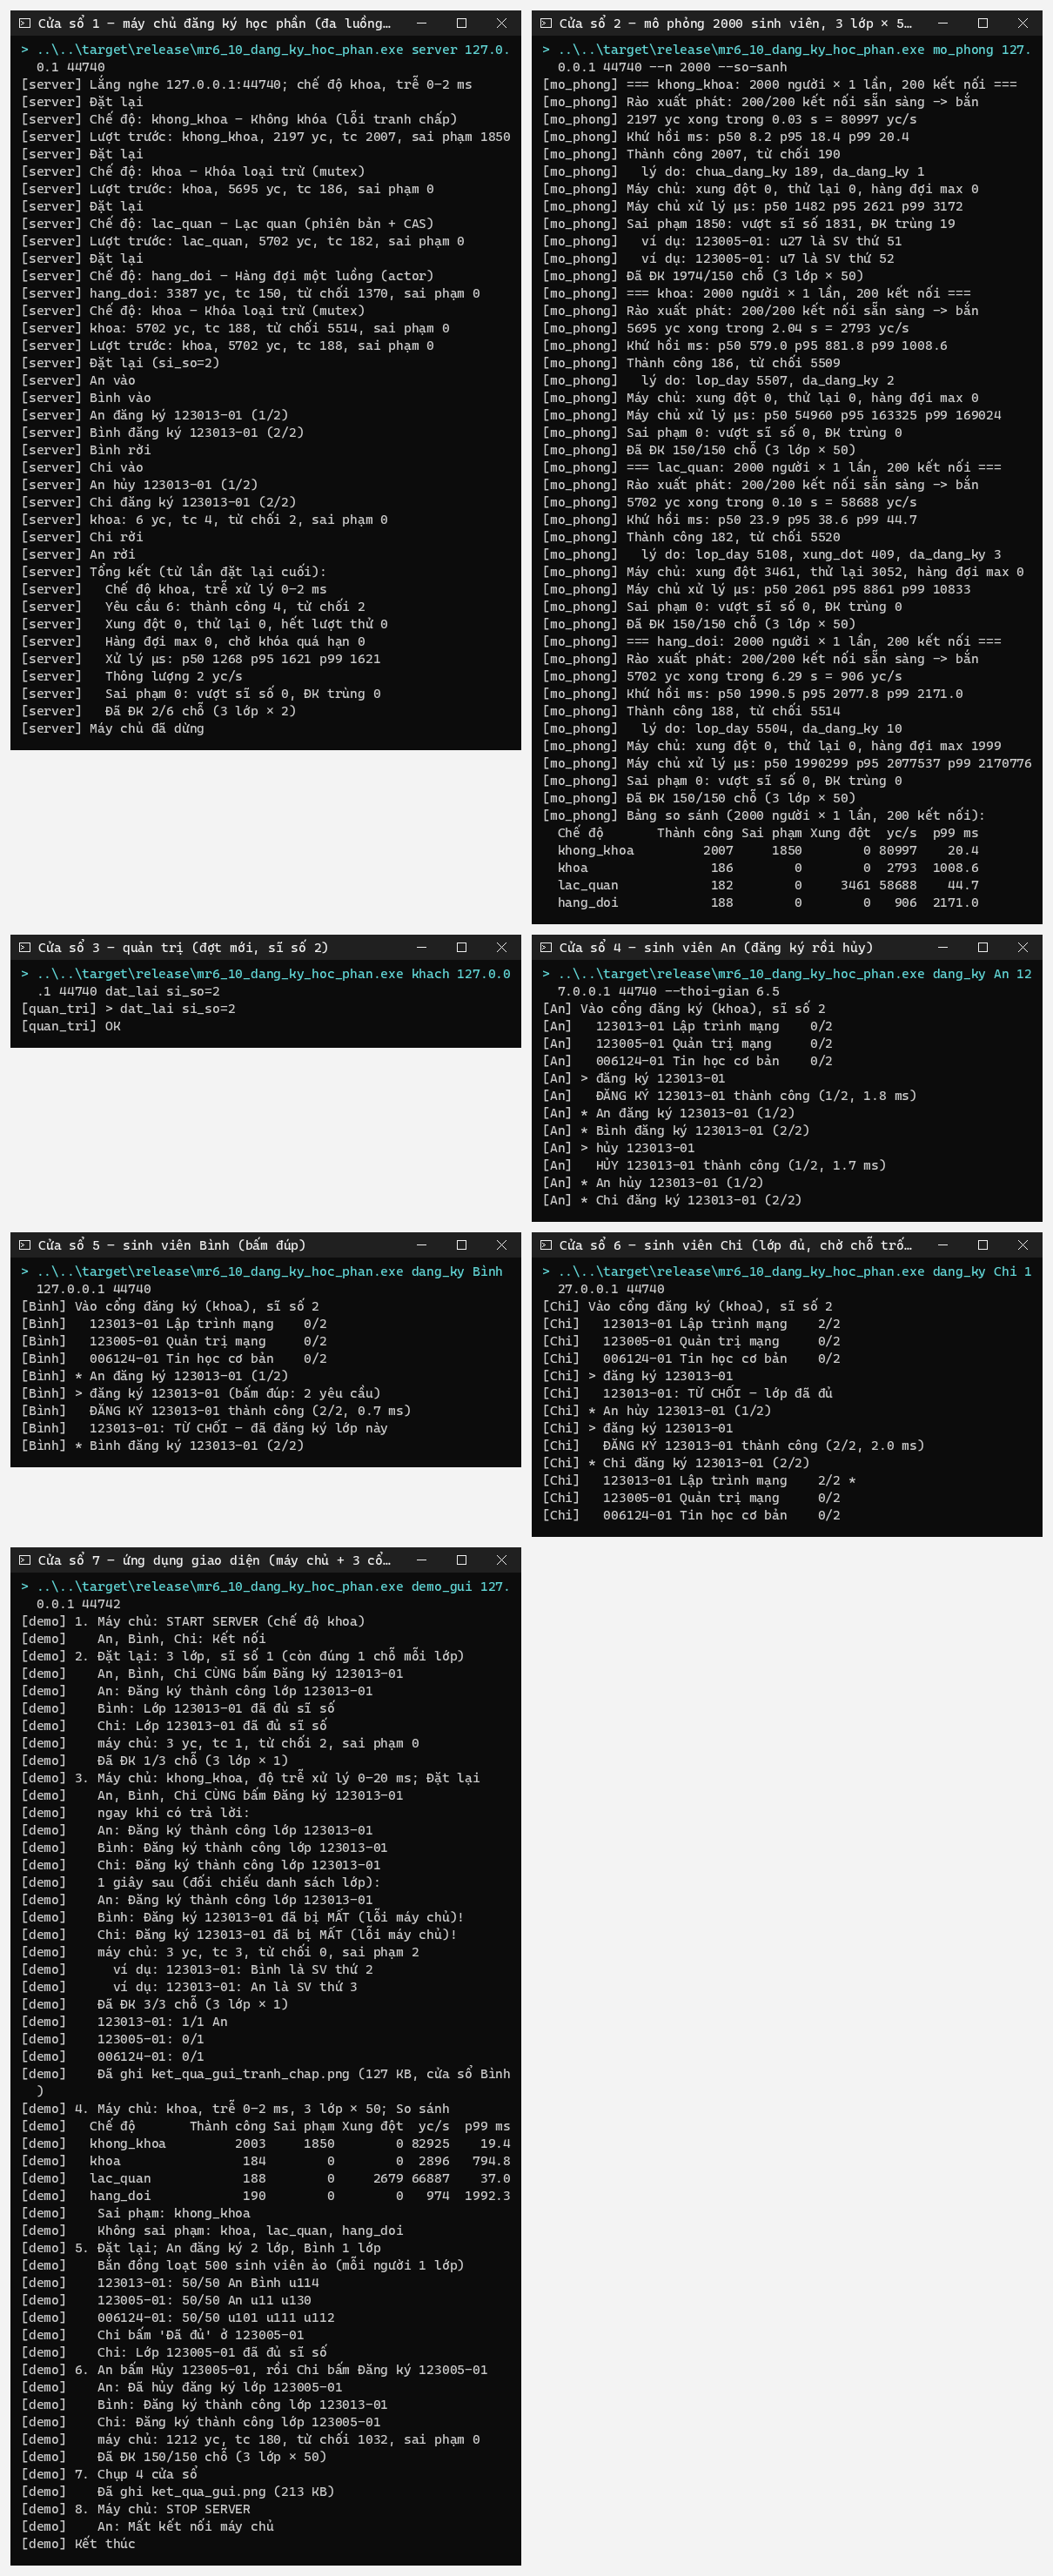 Cửa sổ 1 – máy chủ đăng ký học phần (đa luồng…
> ..\..\target\release\mr6_10_dang_ky_hoc_phan.exe server 127.0.
0.1 44740
[server] Lắng nghe 127.0.0.1:44740; chế độ khoa, trễ 0–2 ms
[server] Đặt lại
[server] Chế độ: khong_khoa – Không khóa (lỗi tranh chấp)
[server] Lượt trước: khong_khoa, 2197 yc, tc 2007, sai phạm 1850
[server] Đặt lại
[server] Chế độ: khoa – Khóa loại trừ (mutex)
[server] Lượt trước: khoa, 5695 yc, tc 186, sai phạm 0
[server] Đặt lại
[server] Chế độ: lac_quan – Lạc quan (phiên bản + CAS)
[server] Lượt trước: lac_quan, 5702 yc, tc 182, sai phạm 0
[server] Đặt lại
[server] Chế độ: hang_doi – Hàng đợi một luồng (actor)
[server] hang_doi: 3387 yc, tc 150, từ chối 1370, sai phạm 0
[server] Chế độ: khoa – Khóa loại trừ (mutex)
[server] khoa: 5702 yc, tc 188, từ chối 5514, sai phạm 0
[server] Lượt trước: khoa, 5702 yc, tc 188, sai phạm 0
[server] Đặt lại (si_so=2)
[server] An vào
[server] Bình vào
[server] An đăng ký 123013-01 (1/2)
[server] Bình đăng ký 123013-01 (2/2)
[server] Bình rời
[server] Chi vào
[server] An hủy 123013-01 (1/2)
[server] Chi đăng ký 123013-01 (2/2)
[server] khoa: 6 yc, tc 4, từ chối 2, sai phạm 0
[server] Chi rời
[server] An rời
[server] Tổng kết (từ lần đặt lại cuối):
[server]   Chế độ khoa, trễ xử lý 0–2 ms
[server]   Yêu cầu 6: thành công 4, từ chối 2
[server]   Xung đột 0, thử lại 0, hết lượt thử 0
[server]   Hàng đợi max 0, chờ khóa quá hạn 0
[server]   Xử lý µs: p50 1268 p95 1621 p99 1621
[server]   Thông lượng 2 yc/s
[server]   Sai phạm 0: vượt sĩ số 0, ĐK trùng 0
[server]   Đã ĐK 2/6 chỗ (3 lớp × 2)
[server] Máy chủ đã dừng
Cửa sổ 2 – mô phỏng 2000 sinh viên, 3 lớp × 5…
> ..\..\target\release\mr6_10_dang_ky_hoc_phan.exe mo_phong 127.
0.0.1 44740 --n 2000 --so-sanh
[mo_phong] === khong_khoa: 2000 người × 1 lần, 200 kết nối ===
[mo_phong] Rào xuất phát: 200/200 kết nối sẵn sàng -> bắn
[mo_phong] 2197 yc xong trong 0.03 s = 80997 yc/s
[mo_phong] Khứ hồi ms: p50 8.2 p95 18.4 p99 20.4
[mo_phong] Thành công 2007, từ chối 190
[mo_phong]   lý do: chua_dang_ky 189, da_dang_ky 1
[mo_phong] Máy chủ: xung đột 0, thử lại 0, hàng đợi max 0
[mo_phong] Máy chủ xử lý µs: p50 1482 p95 2621 p99 3172
[mo_phong] Sai phạm 1850: vượt sĩ số 1831, ĐK trùng 19
[mo_phong]   ví dụ: 123005-01: u27 là SV thứ 51
[mo_phong]   ví dụ: 123005-01: u7 là SV thứ 52
[mo_phong] Đã ĐK 1974/150 chỗ (3 lớp × 50)
[mo_phong] === khoa: 2000 người × 1 lần, 200 kết nối ===
[mo_phong] Rào xuất phát: 200/200 kết nối sẵn sàng -> bắn
[mo_phong] 5695 yc xong trong 2.04 s = 2793 yc/s
[mo_phong] Khứ hồi ms: p50 579.0 p95 881.8 p99 1008.6
[mo_phong] Thành công 186, từ chối 5509
[mo_phong]   lý do: lop_day 5507, da_dang_ky 2
[mo_phong] Máy chủ: xung đột 0, thử lại 0, hàng đợi max 0
[mo_phong] Máy chủ xử lý µs: p50 54960 p95 163325 p99 169024
[mo_phong] Sai phạm 0: vượt sĩ số 0, ĐK trùng 0
[mo_phong] Đã ĐK 150/150 chỗ (3 lớp × 50)
[mo_phong] === lac_quan: 2000 người × 1 lần, 200 kết nối ===
[mo_phong] Rào xuất phát: 200/200 kết nối sẵn sàng -> bắn
[mo_phong] 5702 yc xong trong 0.10 s = 58688 yc/s
[mo_phong] Khứ hồi ms: p50 23.9 p95 38.6 p99 44.7
[mo_phong] Thành công 182, từ chối 5520
[mo_phong]   lý do: lop_day 5108, xung_dot 409, da_dang_ky 3
[mo_phong] Máy chủ: xung đột 3461, thử lại 3052, hàng đợi max 0
[mo_phong] Máy chủ xử lý µs: p50 2061 p95 8861 p99 10833
[mo_phong] Sai phạm 0: vượt sĩ số 0, ĐK trùng 0
[mo_phong] Đã ĐK 150/150 chỗ (3 lớp × 50)
[mo_phong] === hang_doi: 2000 người × 1 lần, 200 kết nối ===
[mo_phong] Rào xuất phát: 200/200 kết nối sẵn sàng -> bắn
[mo_phong] 5702 yc xong trong 6.29 s = 906 yc/s
[mo_phong] Khứ hồi ms: p50 1990.5 p95 2077.8 p99 2171.0
[mo_phong] Thành công 188, từ chối 5514
[mo_phong]   lý do: lop_day 5504, da_dang_ky 10
[mo_phong] Máy chủ: xung đột 0, thử lại 0, hàng đợi max 1999
[mo_phong] Máy chủ xử lý µs: p50 1990299 p95 2077537 p99 2170776
[mo_phong] Sai phạm 0: vượt sĩ số 0, ĐK trùng 0
[mo_phong] Đã ĐK 150/150 chỗ (3 lớp × 50)
[mo_phong] Bảng so sánh (2000 người × 1 lần, 200 kết nối):
Chế độ       Thành công Sai phạm Xung đột  yc/s  p99 ms
khong_khoa         2007     1850        0 80997    20.4
khoa                186        0        0  2793  1008.6
lac_quan            182        0     3461 58688    44.7
hang_doi            188        0        0   906  2171.0
Cửa sổ 3 – quản trị (đợt mới, sĩ số 2)
> ..\..\target\release\mr6_10_dang_ky_hoc_phan.exe khach 127.0.0
.1 44740 dat_lai si_so=2
[quan_tri] > dat_lai si_so=2
[quan_tri] OK
Cửa sổ 4 – sinh viên An (đăng ký rồi hủy)
> ..\..\target\release\mr6_10_dang_ky_hoc_phan.exe dang_ky An 12
7.0.0.1 44740 --thoi-gian 6.5
[An] Vào cổng đăng ký (khoa), sĩ số 2
[An]   123013-01 Lập trình mạng    0/2
[An]   123005-01 Quản trị mạng     0/2
[An]   006124-01 Tin học cơ bản    0/2
[An] > đăng ký 123013-01
[An]   ĐĂNG KÝ 123013-01 thành công (1/2, 1.8 ms)
[An] * An đăng ký 123013-01 (1/2)
[An] * Bình đăng ký 123013-01 (2/2)
[An] > hủy 123013-01
[An]   HỦY 123013-01 thành công (1/2, 1.7 ms)
[An] * An hủy 123013-01 (1/2)
[An] * Chi đăng ký 123013-01 (2/2)
Cửa sổ 5 – sinh viên Bình (bấm đúp)
> ..\..\target\release\mr6_10_dang_ky_hoc_phan.exe dang_ky Bình
127.0.0.1 44740
[Bình] Vào cổng đăng ký (khoa), sĩ số 2
[Bình]   123013-01 Lập trình mạng    0/2
[Bình]   123005-01 Quản trị mạng     0/2
[Bình]   006124-01 Tin học cơ bản    0/2
[Bình] * An đăng ký 123013-01 (1/2)
[Bình] > đăng ký 123013-01 (bấm đúp: 2 yêu cầu)
[Bình]   ĐĂNG KÝ 123013-01 thành công (2/2, 0.7 ms)
[Bình]   123013-01: TỪ CHỐI – đã đăng ký lớp này
[Bình] * Bình đăng ký 123013-01 (2/2)
Cửa sổ 6 – sinh viên Chi (lớp đủ, chờ chỗ trố…
> ..\..\target\release\mr6_10_dang_ky_hoc_phan.exe dang_ky Chi 1
27.0.0.1 44740
[Chi] Vào cổng đăng ký (khoa), sĩ số 2
[Chi]   123013-01 Lập trình mạng    2/2
[Chi]   123005-01 Quản trị mạng     0/2
[Chi]   006124-01 Tin học cơ bản    0/2
[Chi] > đăng ký 123013-01
[Chi]   123013-01: TỪ CHỐI – lớp đã đủ
[Chi] * An hủy 123013-01 (1/2)
[Chi] > đăng ký 123013-01
[Chi]   ĐĂNG KÝ 123013-01 thành công (2/2, 2.0 ms)
[Chi] * Chi đăng ký 123013-01 (2/2)
[Chi]   123013-01 Lập trình mạng    2/2 *
[Chi]   123005-01 Quản trị mạng     0/2
[Chi]   006124-01 Tin học cơ bản    0/2
Cửa sổ 7 – ứng dụng giao diện (máy chủ + 3 cổ…
> ..\..\target\release\mr6_10_dang_ky_hoc_phan.exe demo_gui 127.
0.0.1 44742
[demo] 1. Máy chủ: START SERVER (chế độ khoa)
[demo]    An, Bình, Chi: Kết nối
[demo] 2. Đặt lại: 3 lớp, sĩ số 1 (còn đúng 1 chỗ mỗi lớp)
[demo]    An, Bình, Chi CÙNG bấm Đăng ký 123013-01
[demo]    An: Đăng ký thành công lớp 123013-01
[demo]    Bình: Lớp 123013-01 đã đủ sĩ số
[demo]    Chi: Lớp 123013-01 đã đủ sĩ số
[demo]    máy chủ: 3 yc, tc 1, từ chối 2, sai phạm 0
[demo]    Đã ĐK 1/3 chỗ (3 lớp × 1)
[demo] 3. Máy chủ: khong_khoa, độ trễ xử lý 0–20 ms; Đặt lại
[demo]    An, Bình, Chi CÙNG bấm Đăng ký 123013-01
[demo]    ngay khi có trả lời:
[demo]    An: Đăng ký thành công lớp 123013-01
[demo]    Bình: Đăng ký thành công lớp 123013-01
[demo]    Chi: Đăng ký thành công lớp 123013-01
[demo]    1 giây sau (đối chiếu danh sách lớp):
[demo]    An: Đăng ký thành công lớp 123013-01
[demo]    Bình: Đăng ký 123013-01 đã bị MẤT (lỗi máy chủ)!
[demo]    Chi: Đăng ký 123013-01 đã bị MẤT (lỗi máy chủ)!
[demo]    máy chủ: 3 yc, tc 3, từ chối 0, sai phạm 2
[demo]      ví dụ: 123013-01: Bình là SV thứ 2
[demo]      ví dụ: 123013-01: An là SV thứ 3
[demo]    Đã ĐK 3/3 chỗ (3 lớp × 1)
[demo]    123013-01: 1/1 An
[demo]    123005-01: 0/1
[demo]    006124-01: 0/1
[demo]    Đã ghi ket_qua_gui_tranh_chap.png (127 KB, cửa sổ Bình
)
[demo] 4. Máy chủ: khoa, trễ 0–2 ms, 3 lớp × 50; So sánh
[demo]   Chế độ       Thành công Sai phạm Xung đột  yc/s  p99 ms
[demo]   khong_khoa         2003     1850        0 82925    19.4
[demo]   khoa                184        0        0  2896   794.8
[demo]   lac_quan            188        0     2679 66887    37.0
[demo]   hang_doi            190        0        0   974  1992.3
[demo]    Sai phạm: khong_khoa
[demo]    Không sai phạm: khoa, lac_quan, hang_doi
[demo] 5. Đặt lại; An đăng ký 2 lớp, Bình 1 lớp
[demo]    Bắn đồng loạt 500 sinh viên ảo (mỗi người 1 lớp)
[demo]    123013-01: 50/50 An Bình u114
[demo]    123005-01: 50/50 An u11 u130
[demo]    006124-01: 50/50 u101 u111 u112
[demo]    Chi bấm 'Đã đủ' ở 123005-01
[demo]    Chi: Lớp 123005-01 đã đủ sĩ số
[demo] 6. An bấm Hủy 123005-01, rồi Chi bấm Đăng ký 123005-01
[demo]    An: Đã hủy đăng ký lớp 123005-01
[demo]    Bình: Đăng ký thành công lớp 123013-01
[demo]    Chi: Đăng ký thành công lớp 123005-01
[demo]    máy chủ: 1212 yc, tc 180, từ chối 1032, sai phạm 0
[demo]    Đã ĐK 150/150 chỗ (3 lớp × 50)
[demo] 7. Chụp 4 cửa sổ
[demo]    Đã ghi ket_qua_gui.png (213 KB)
[demo] 8. Máy chủ: STOP SERVER
[demo]    An: Mất kết nối máy chủ
[demo] Kết thúc